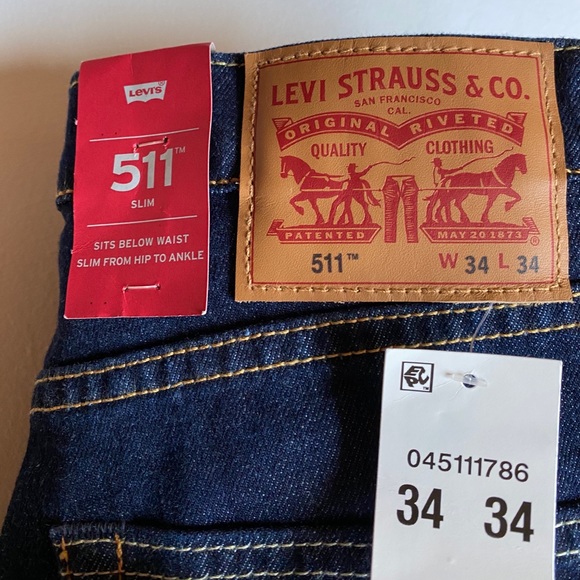 LEVI'S
511™
SLIM
SITS BELOW WAIST
SLIM FROM HIP TO ANKLE
LEVI STRAUSS & CO.
SAN FRANCISCO
CAL.
ORIGINAL RIVETED
QUALITY CLOTHING
PATENTED MAY 20 1873 ®
511™ W 34 L 34
045111786
34 34